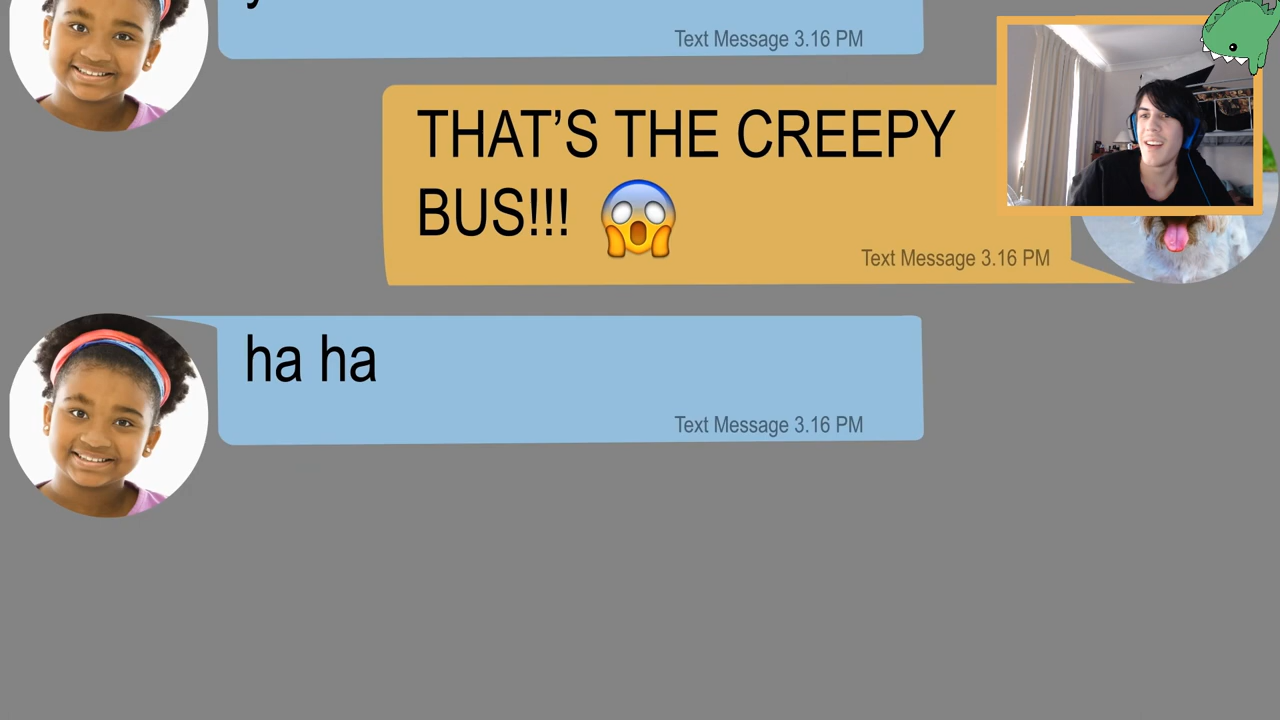 Text Message 3.16 PM
THAT'S THE CREEPY
BUS!!! 😱
Text Message 3.16 PM
ha ha
Text Message 3.16 PM